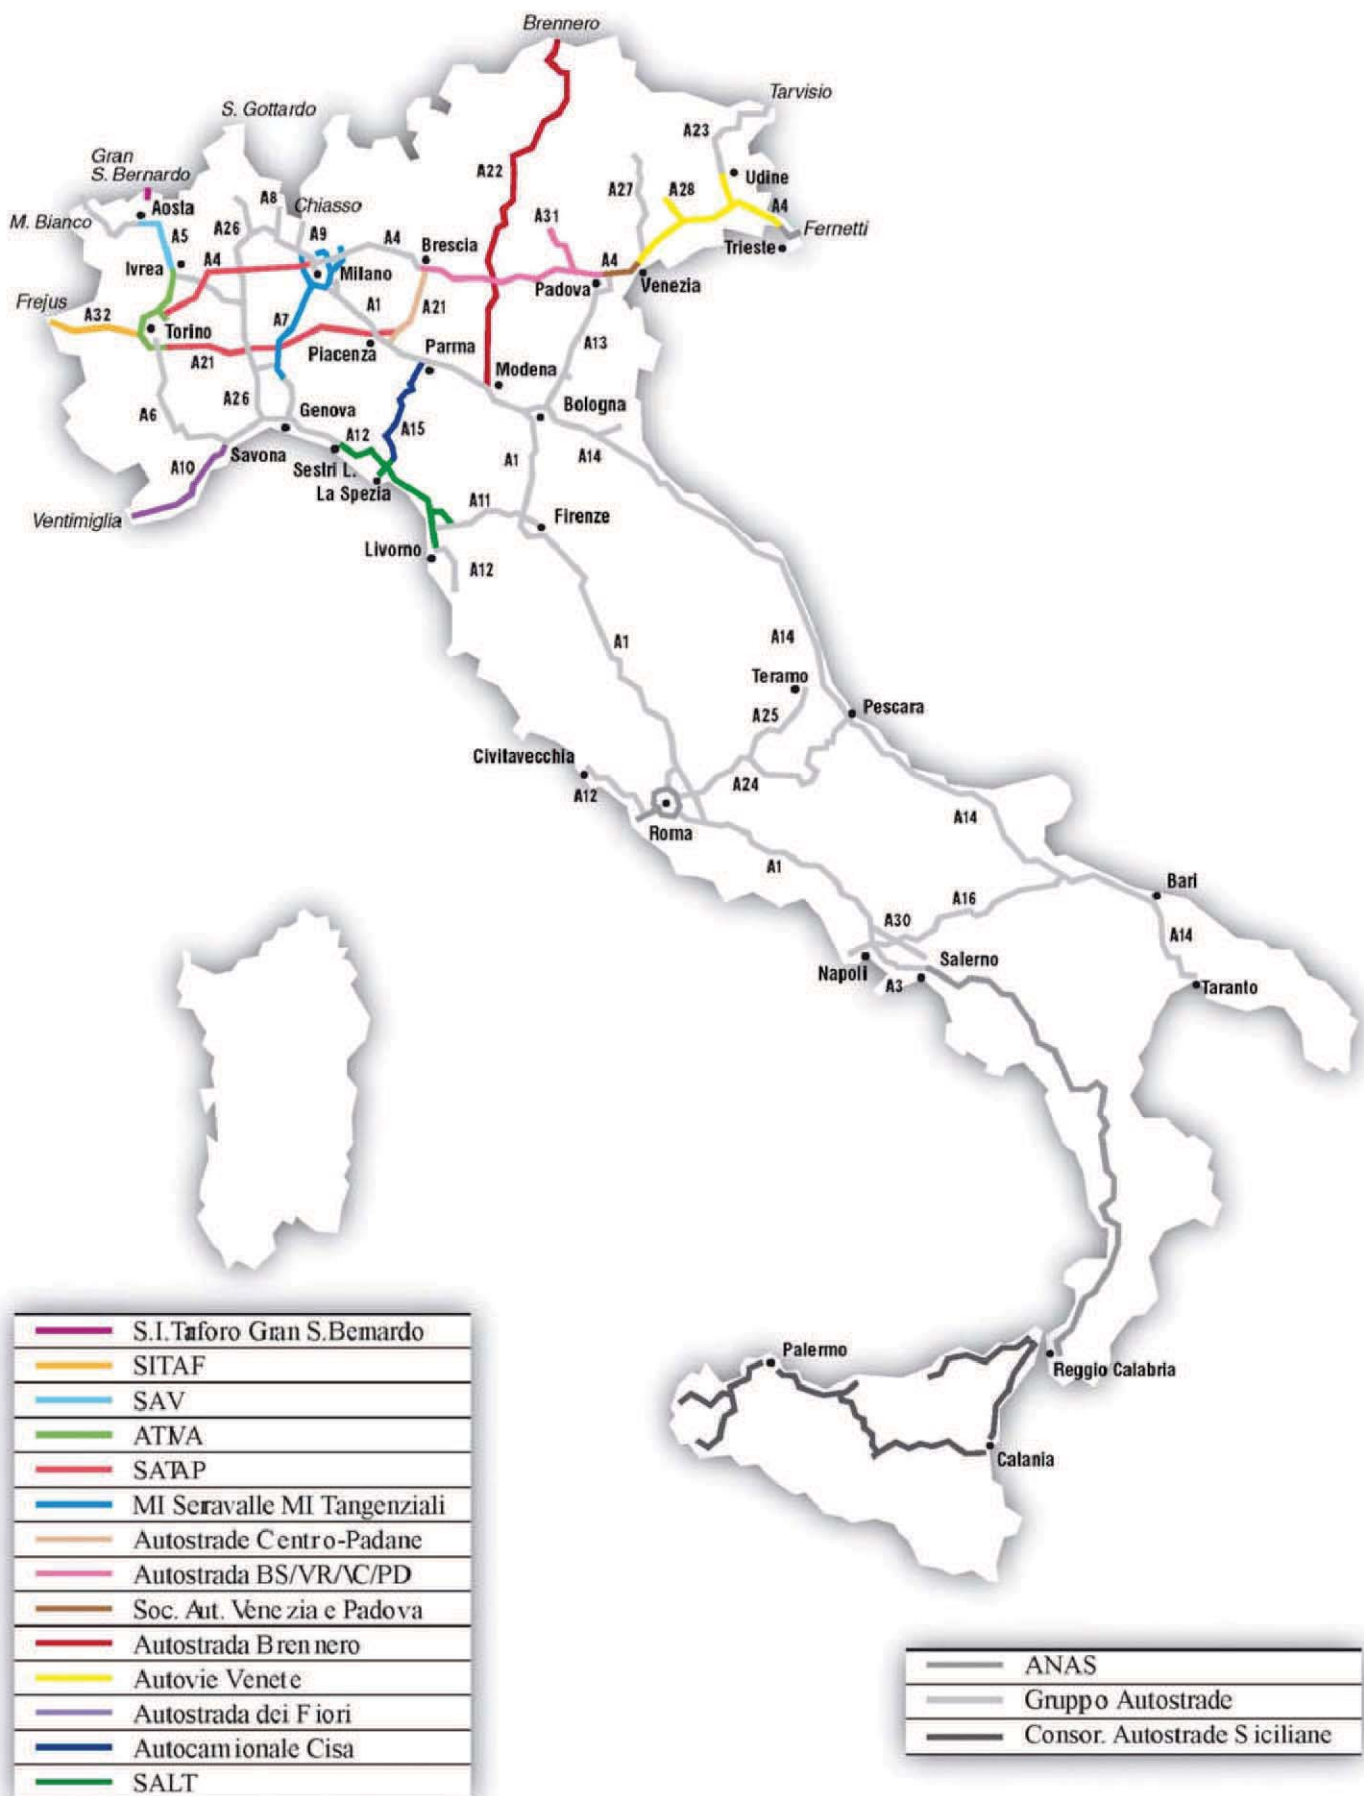 Brennero
Tarvisio
S. Gottardo
A23
Gran
S. Bernardo
A22
Udine
A27
A28
Aosta
A8
Chiasso
A4
M. Bianco
A26
A31
Fernetti
A5
A9
A4
Brescia
Trieste
Ivrea
A4
Milano
A4
Padova
Venezia
Frejus
A32
A7
A1
A21
Torino
A13
Piacenza
Parma
A21
Modena
A26
A6
Genova
Bologna
A12
A15
A10
Savona
A1
A14
Sestri L.
La Spezia
A11
Ventimiglia
Firenze
Livorno
A12
A1
A14
Teramo
A25
Pescara
Civitavecchia
A24
A12
A14
Roma
A1
Bari
A16
A30
A14
Salerno
Napoli
A3
Taranto
Palermo
Reggio Calabria
Catania
S.I.Traforo Gran S.Bernardo
SITAF
SAV
ATIVA
SATAP
MI Serravalle MI Tangenziali
Autostrade Centro-Padane
Autostrada BS/VR/VC/PD
Soc. Aut. Venezia e Padova
Autostrada Brennero
Autovie Venete
Autostrada dei Fiori
Autocamionale Cisa
SALT
ANAS
Gruppo Autostrade
Consor. Autostrade Siciliane